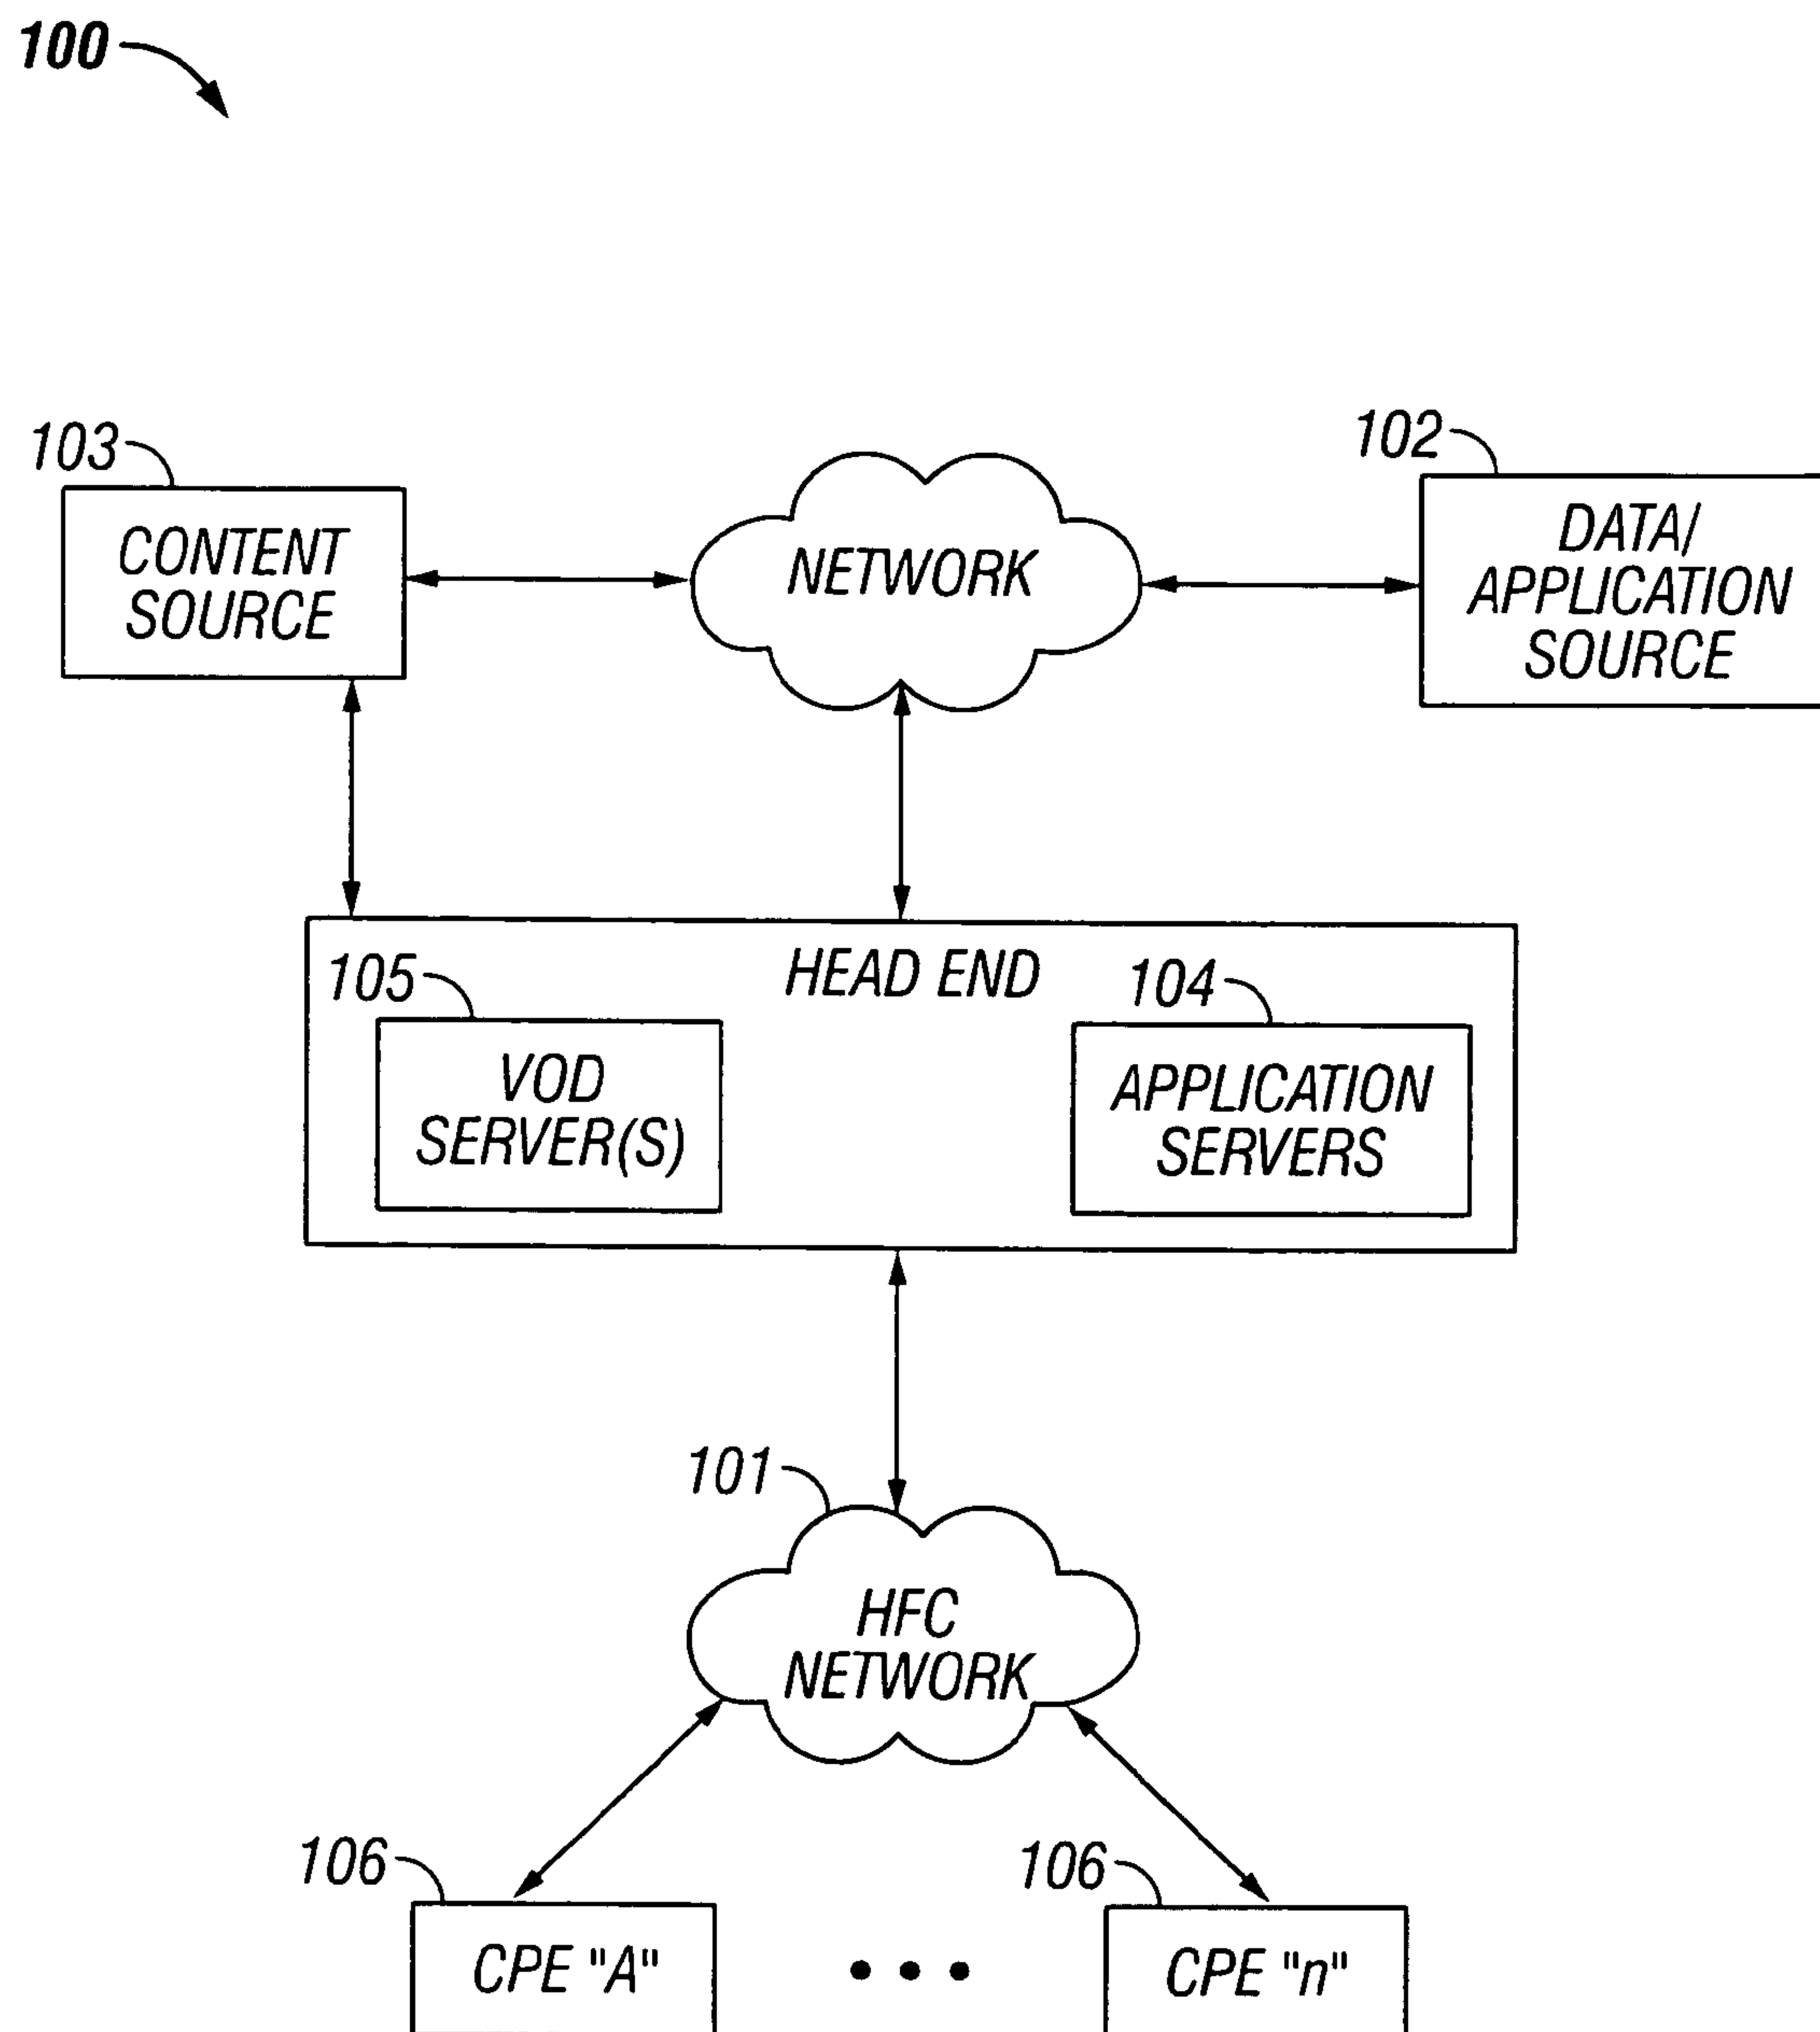 100
103
CONTENT
SOURCE
NETWORK
102
DATA/
APPLICATION
SOURCE
HEAD END
105
VOD
SERVER(S)
104
APPLICATION
SERVERS
101
HFC
NETWORK
106
CPE "A"
• • •
106
CPE "n"